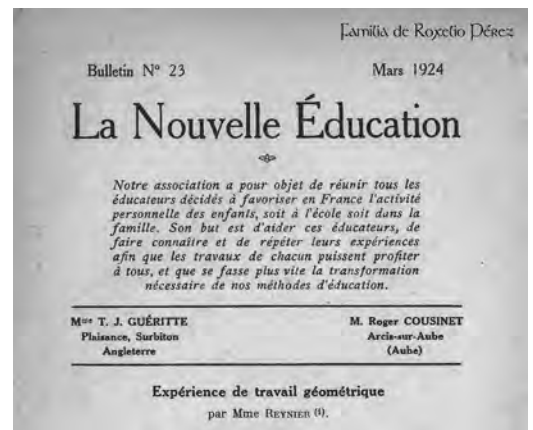 Familia de Roxelio Pérez
Bulletin N° 23 Mars 1924
La Nouvelle Éducation
Notre association a pour objet de réunir tous les
éducateurs décidés à favoriser en France l'activité
personnelle des enfants, soit à l'école soit dans la
famille. Son but est d'aider ces éducateurs, de
faire connaître et de répéter leurs expériences
afin que les travaux de chacun puissent profiter
à tous, et que se fasse plus vite la transformation
nécessaire de nos méthodes d'éducation.
Mme T. J. GUÉRITTE M. Roger COUSINET
Plaisance, Surbiton Arcis-sur-Aube
Angleterre (Aube)
Expérience de travail géométrique
par Mme REYNIER (1).